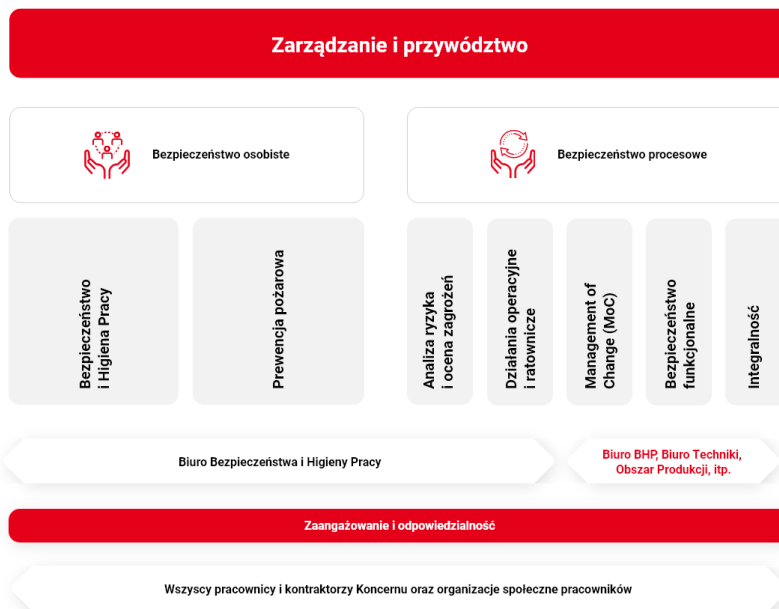 Zarządzanie i przywództwo
Bezpieczeństwo osobiste
Bezpieczeństwo procesowe
Bezpieczeństwo
i Higiena Pracy
Prewencja pożarowa
Analiza ryzyka
i ocena zagrożeń
Działania operacyjne
i ratownicze
Management of
Change (MoC)
Bezpieczeństwo
funkcjonalne
Integralność
Biuro Bezpieczeństwa i Higieny Pracy
Biuro BHP, Biuro Techniki,
Obszar Produkcji, itp.
Zaangażowanie i odpowiedzialność
Wszyscy pracownicy i kontraktorzy Koncernu oraz organizacje społeczne pracowników